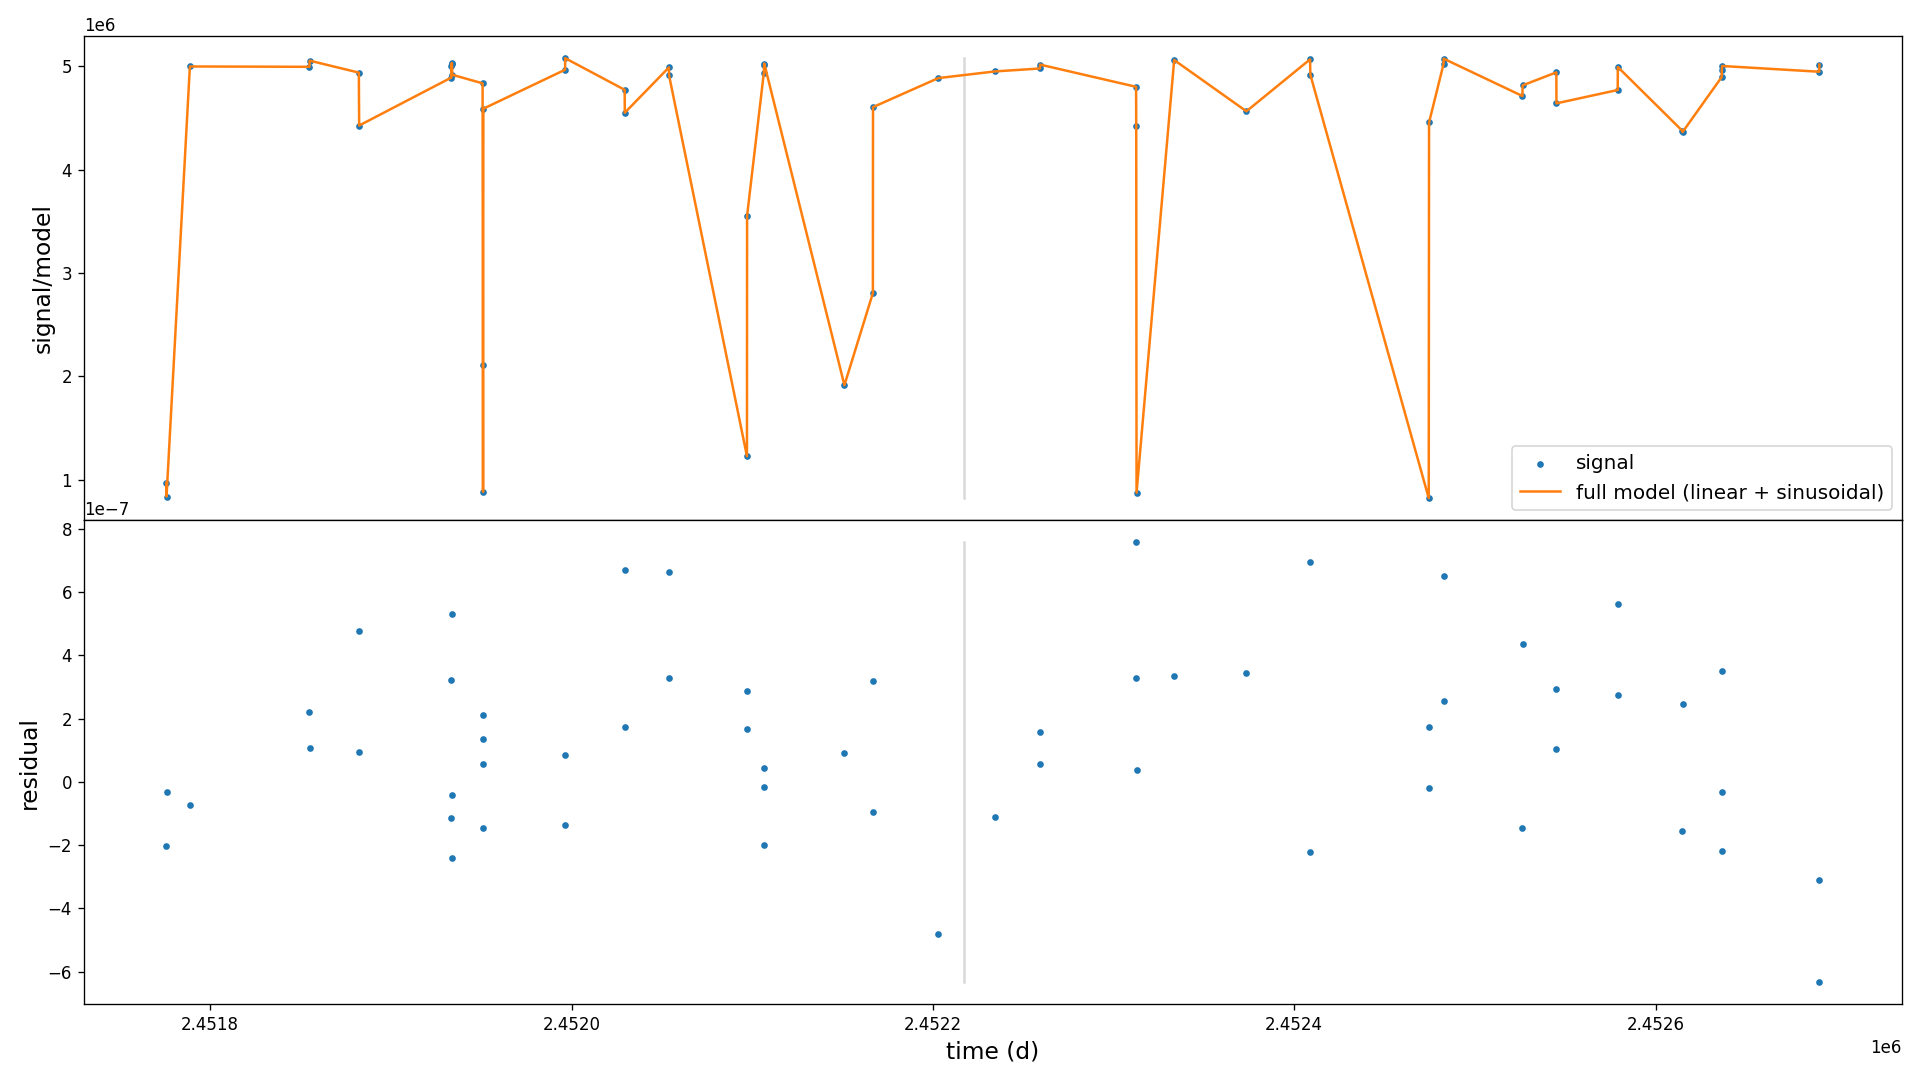 1e6
5
4
3
2
1
signal/model
signal
full model (linear + sinusoidal)
1e−7
8
6
4
2
0
−2
−4
−6
residual
2.4518
2.4520
2.4522
2.4524
2.4526
time (d)
1e6